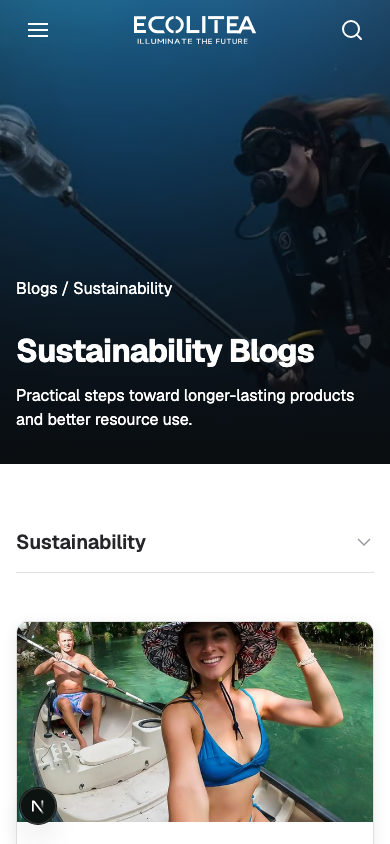 ECOLITEA
ILLUMINATE THE FUTURE
Blogs / Sustainability
Sustainability Blogs
Practical steps toward longer-lasting products
and better resource use.
Sustainability
N